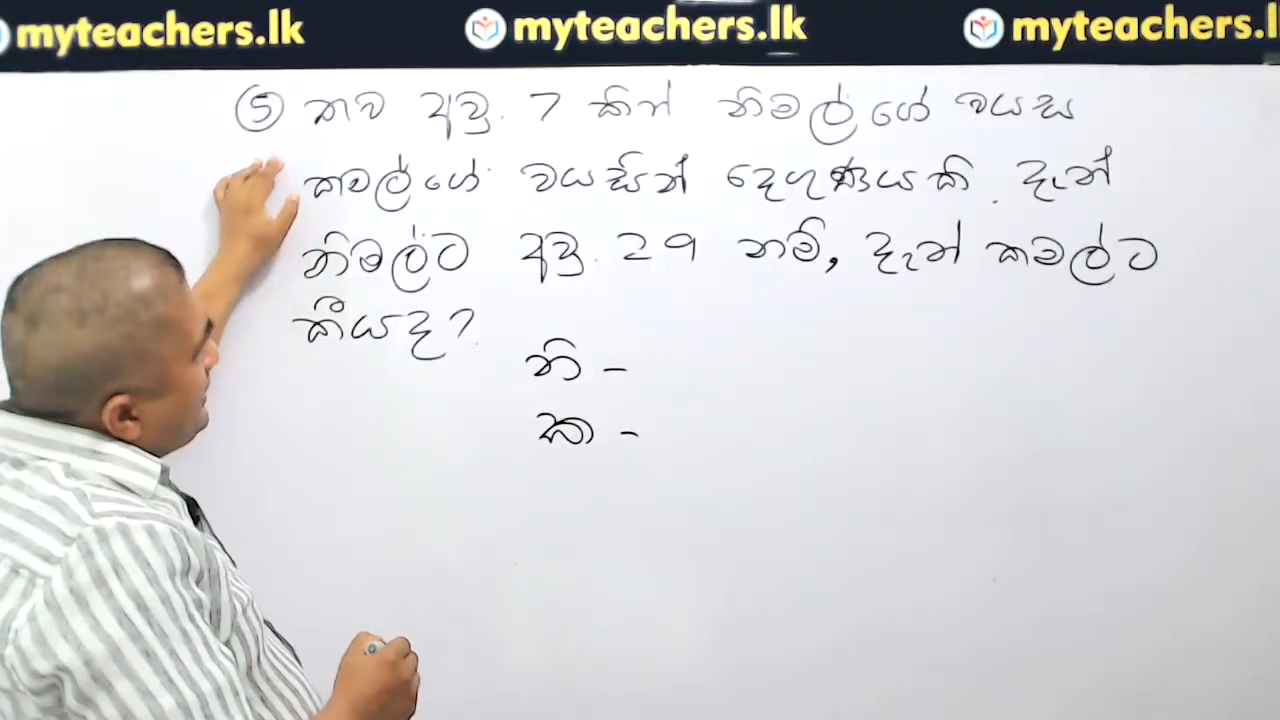 myteachers.lk myteachers.lk myteachers.lk
⑤ තව අවු. 7 කින් නිමල්ගේ වයස
කමල්ගේ වයසින් දෙගුණයකි. දැන්
නිමල්ට අවු. 29 නම්, දැන් කමල්ට
කීයද?
නි -
ක -